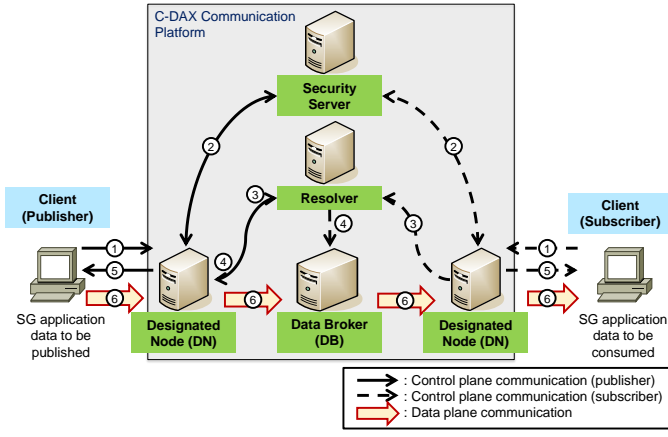 C-DAX Communication
Platform
Security
Server
2
2
3
Resolver
3
4
4
Client
(Publisher)
Client
(Subscriber)
1
1
5
5
6
6
6
6
SG application
data to be
published
Designated
Node (DN)
Data Broker
(DB)
Designated
Node (DN)
SG application
data to be
consumed
: Control plane communication (publisher)
: Control plane communication (subscriber)
: Data plane communication